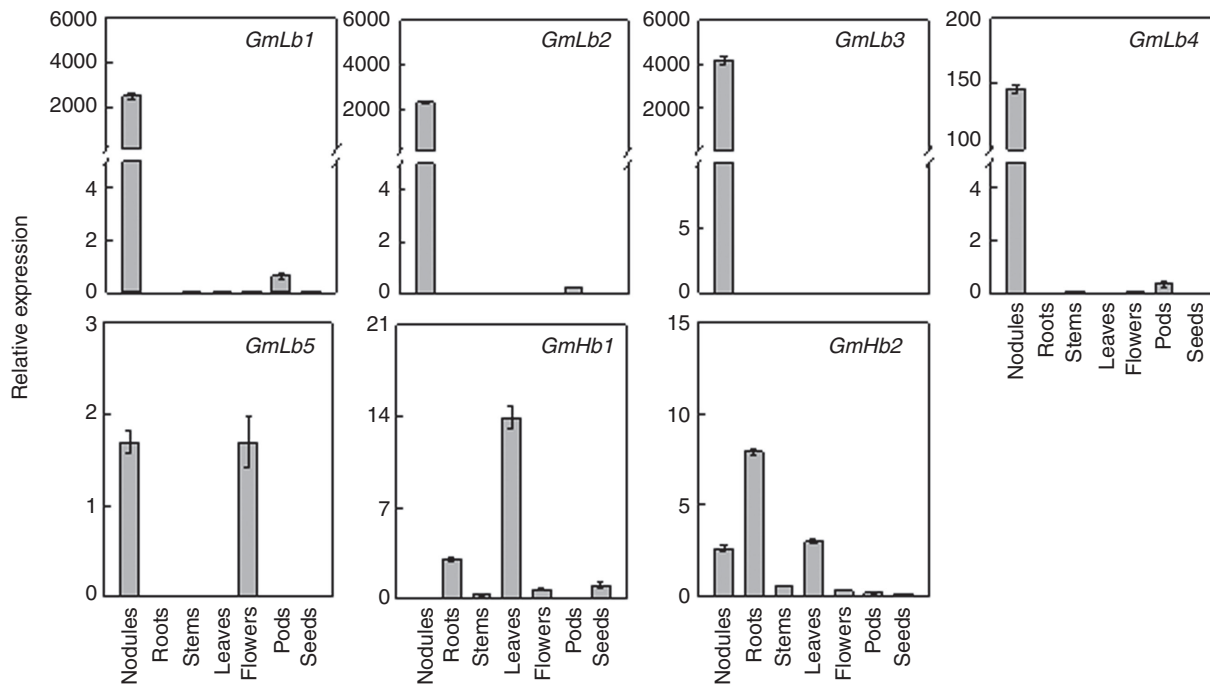 Relative expression
GmLb1
6000
4000
2000
4
2
0
GmLb2
6000
4000
2000
4
2
0
GmLb3
6000
4000
2000
5
0
GmLb4
200
150
100
4
2
0
Nodules
Roots
Stems
Leaves
Flowers
Pods
Seeds
GmLb5
3
2
1
0
Nodules
Roots
Stems
Leaves
Flowers
Pods
Seeds
GmHb1
21
14
7
0
Nodules
Roots
Stems
Leaves
Flowers
Pods
Seeds
GmHb2
15
10
5
0
Nodules
Roots
Stems
Leaves
Flowers
Pods
Seeds